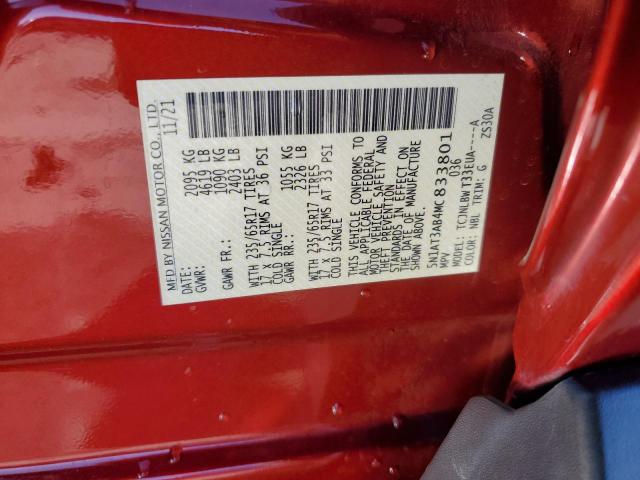 MFD BY NISSAN MOTOR CO., LTD.
11/21
GVWR: 2095 KG
4619 LB
GAWR FR.: 1090 KG
2403 LB
WITH 235/65R17 TIRES
17 X 7.5 RIMS AT 36 PSI
COLD SINGLE
GAWR RR.: 1055 KG
2326 LB
WITH 235/65R17 TIRES
17 X 7.5 RIMS AT 33 PSI
COLD SINGLE
THIS VEHICLE CONFORMS TO
ALL APPLICABLE FEDERAL
MOTOR VEHICLE SAFETY AND
THEFT PREVENTION
STANDARDS IN EFFECT ON
THE DATE OF MANUFACTURE
SHOWN ABOVE.
5N1AT3AB4MC833801
MPV 036
TYPE: TCJNLBWT33EUA----A
COLOR: NBL TRIM: G ZS30A